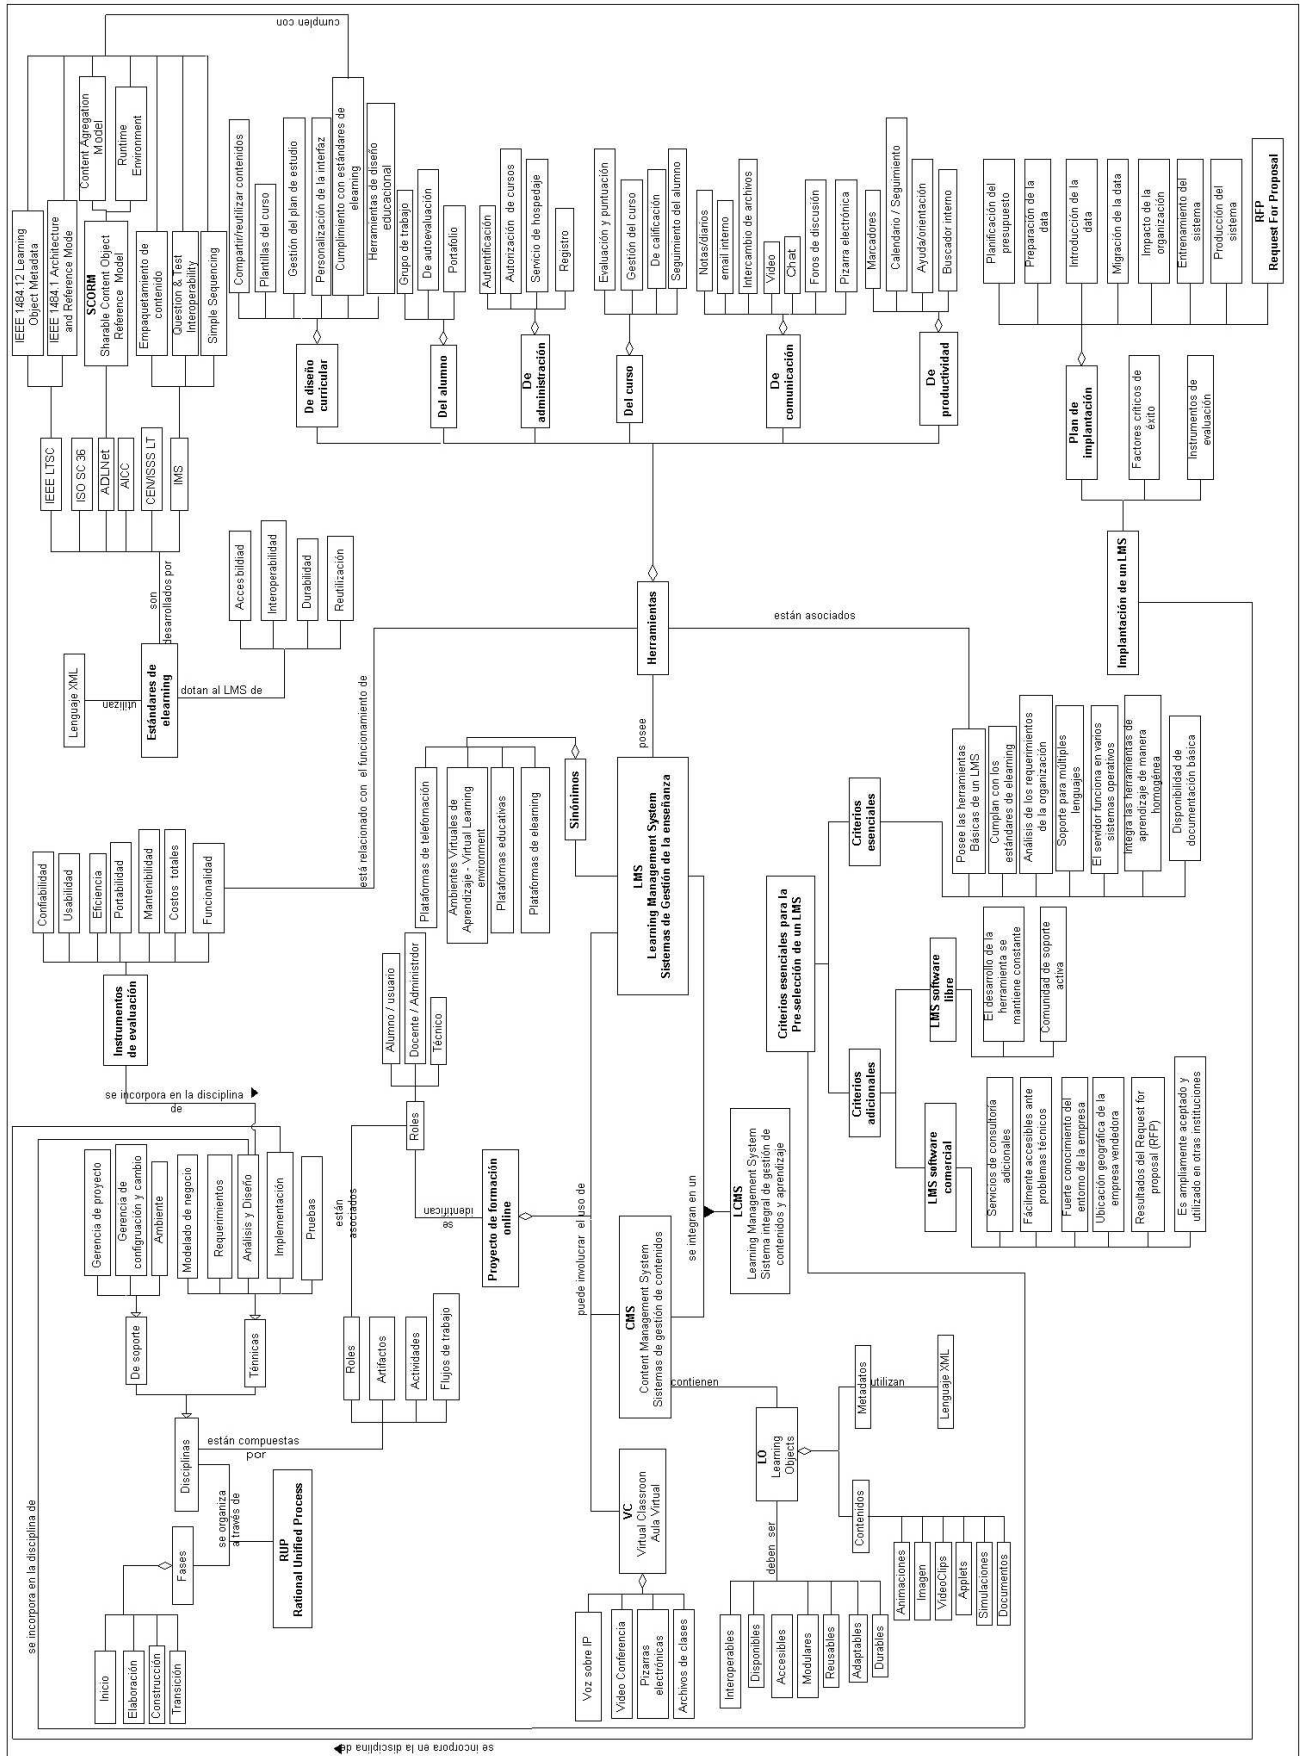 se incorpora en la disciplina de
se incorpora en la disciplina de
Inicio
Elaboración
Construcción
Transición
Fases
se organiza
a través de
RUP
Rational Unified Process
Disciplinas
están compuestas
por
De soporte
Ténnicas
Gerencia de proyecto
Gerencia de
configruación y cambio
Ambiente
Modelado de negocio
Requerimientos
Análisis y Diseño
Implementación
Pruebas
Roles
Artifactos
Actividades
Flujos de trabajo
están
asociados
se incorpora en la disciplina
de
Instrumentos
de evaluación
Confiabilidad
Usabilidad
Eficiencia
Portabilidad
Mantenibilidad
Costos totales
Funcionalidad
está relacionado con el funcionamiento de
Lenguaje XML
utilizan
Estándares de
elearning
dotan al LMS de
Accesbildiad
Interoperabilidad
Durabilidad
Reutilización
son
desarrollados por
IEEE LTSC
ISO SC 36
ADLNet
AICC
CEN/ISSS LT
IMS
IEEE 1484.12 Learning
Object Metadata
IEEE 1484.1 Architecture
and Reference Mode
SCORM
Sharable Content Object
Reference Model
Content Agregation
Model
Runtime
Environment
Empaquetamiento de
contenido
Question & Test
Interoperability
Simple Sequencing
cumplen con
Roles
Alumno / usuario
Docente / Administrdor
Técnico
se
identifican
Proyecto de formación
online
puede involucrar el uso de
VC
Virtual Classroon
Aula Virtual
Voz sobre IP
Video Conferencia
Pizarras
electrónicas
Archivos de clases
CMS
Content Management System
Sistemas de gestión de contenidos
contienen
LO
Learning
Objects
deben ser
Interoperables
Disponibles
Accesibles
Modulares
Reusables
Adaptables
Durables
Metadatos
utilizan
Lenguaje XML
Contenidos
Animaciones
Imagen
VideoClips
Applets
Simulaciones
Documentos
se integran en un
LCMS
Learning Management System
Sistema integral de gestión de
contenidos y aprendizaje
LMS
Learning Management System
Sistemas de Gestión de la enseñanza
Sinónimos
Plataformas de teleformación
Ambientes Virtuales de
Aprendizaje - Virtual Learning
environment
Plataformas educativas
Plataformas de elearning
posee
Herramientas
están asociados
De diseño
curricular
Compartir/reutilizar contenidos
Plantillas del curso
Gestión de plan de estudio
Personalización de la interfaz
Cumplimiento con estándares de
elearning
Herramientas de diseño
educacional
Del alumno
Grupo de trabajo
De autoevaluación
Portafolio
De
administración
Autentificación
Autorización de cursos
Servicio de hospedaje
Registro
Del curso
Evaluación y puntuación
Gestión del curso
De calificación
Seguimiento del alumno
De
comunicación
Notas/diarios
email interno
Intercambio de archivos
Video
Chat
Foros de discusión
Pizarra electrónica
De
productividad
Marcadores
Calendario / Seguimiento
Ayuda/orientación
Buscador interno
Criterios esenciales para la
Pre-selección de un LMS
Criterios
esenciales
Posee las herramientas
Básicas de un LMS
Cumplan con los
estándares de elearning
Análisis de los requerimientos
de la organización
Soporte para múltiples
lenguajes
El servidor funciona en varios
sistemas operativos
Integra las herramientas de
aprendizaje de manera
homogénea
Disponibilidad de
documentación básica
Criterios
adicionales
LMS software
libre
El desarrollo de la
herramienta se
mantiene constante
Comunidad de soporte
activa
LMS software
comercial
Servicios de consultoría
adicionales
Fácilmente accesibles ante
problemas técnicos
Fuerte conocimiento del
entorno de la empresa
Ubicación geográfica de la
empresa vendedora
Resultados del Request for
proposal (RFP)
Es ampliamente aceptado y
utilizado en otras instituciones
Implantación de un LMS
Plan de
implantación
Factores críticos de
éxito
Instrumentos de
evaluación
Planificación del
presupuesto
Preparación de la
data
Introducción de la
data
Migración de la data
Impacto de la
organización
Entrenamiento del
sistema
Producción del
sistema
RFP
Request For Proposal